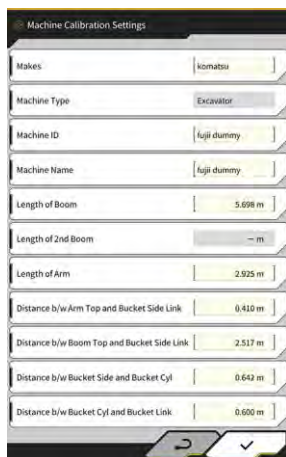 Machine Calibration Settings
Makes komatsu
Machine Type Excavator
Machine ID fujii dummy
Machine Name fujii dummy
Length of Boom 5.698 m
Length of 2nd Boom — m
Length of Arm 2.925 m
Distance b/w Arm Top and Bucket Side Link 0.410 m
Distance b/w Boom Top and Bucket Side Link 2.517 m
Distance b/w Bucket Side and Bucket Cyl 0.642 m
Distance b/w Bucket Cyl and Bucket Link 0.600 m